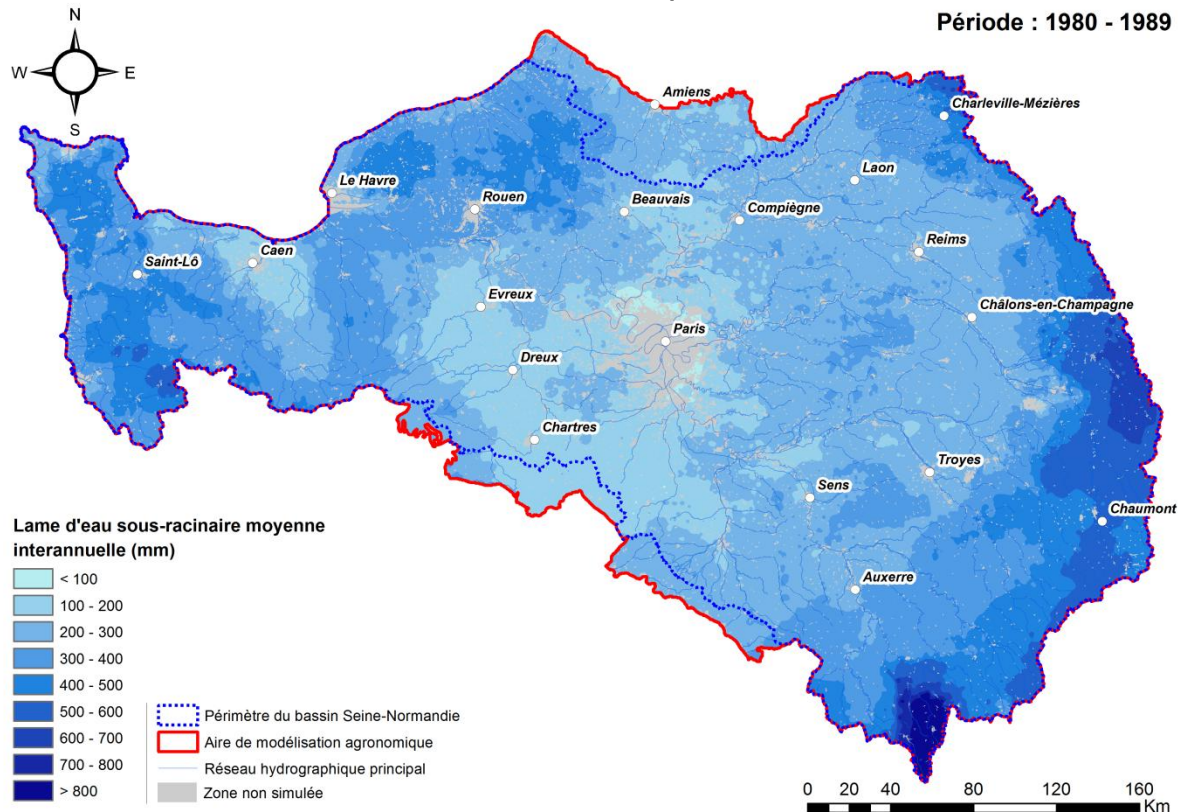 Période : 1980 - 1989
N
W
E
S
Amiens
Charleville-Mézières
Laon
Le Havre
Rouen
Beauvais
Compiègne
Reims
Saint-Lô
Caen
Evreux
Châlons-en-Champagne
Paris
Dreux
Chartres
Troyes
Sens
Chaumont
Auxerre
Lame d'eau sous-racinaire moyenne
interannuelle (mm)
< 100
100 - 200
200 - 300
300 - 400
400 - 500
500 - 600
600 - 700
700 - 800
> 800
Périmètre du bassin Seine-Normandie
Aire de modélisation agronomique
Réseau hydrographique principal
Zone non simulée
0 20 40 80 120 160
Km